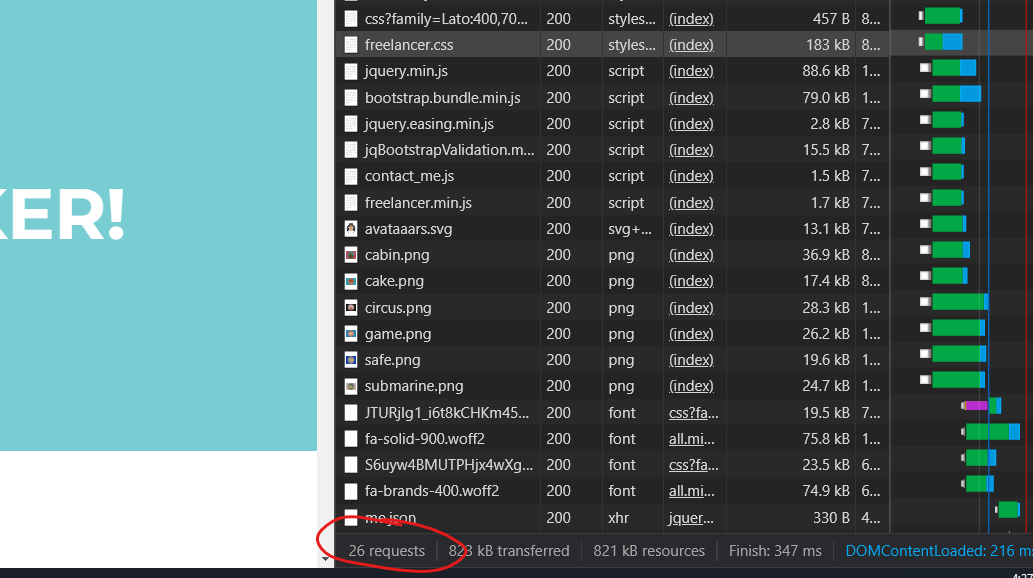 KER!
css?family=Lato:400,70... 200 styles... (index) 457 B 8...
freelancer.css 200 styles... (index) 183 kB 8...
jquery.min.js 200 script (index) 88.6 kB 1...
bootstrap.bundle.min.js 200 script (index) 79.0 kB 1...
jquery.easing.min.js 200 script (index) 2.8 kB 7...
jqBootstrapValidation.m... 200 script (index) 15.5 kB 7...
contact_me.js 200 script (index) 1.5 kB 7...
freelancer.min.js 200 script (index) 1.7 kB 7...
avataaars.svg 200 svg+... (index) 13.1 kB 7...
cabin.png 200 png (index) 36.9 kB 8...
cake.png 200 png (index) 17.4 kB 8...
circus.png 200 png (index) 28.3 kB 1...
game.png 200 png (index) 26.2 kB 1...
safe.png 200 png (index) 19.6 kB 1...
submarine.png 200 png (index) 24.7 kB 1...
JTURjIg1_i6t8kCHKm45... 200 font css?fa... 19.5 kB 7...
fa-solid-900.woff2 200 font all.mi... 75.8 kB 1...
S6uyw4BMUTPHjx4wXg... 200 font css?fa... 23.5 kB 6...
fa-brands-400.woff2 200 font all.mi... 74.9 kB 6...
me.json 200 xhr jquer... 330 B 4...
26 requests 823 kB transferred 821 kB resources Finish: 347 ms DOMContentLoaded: 216 ms